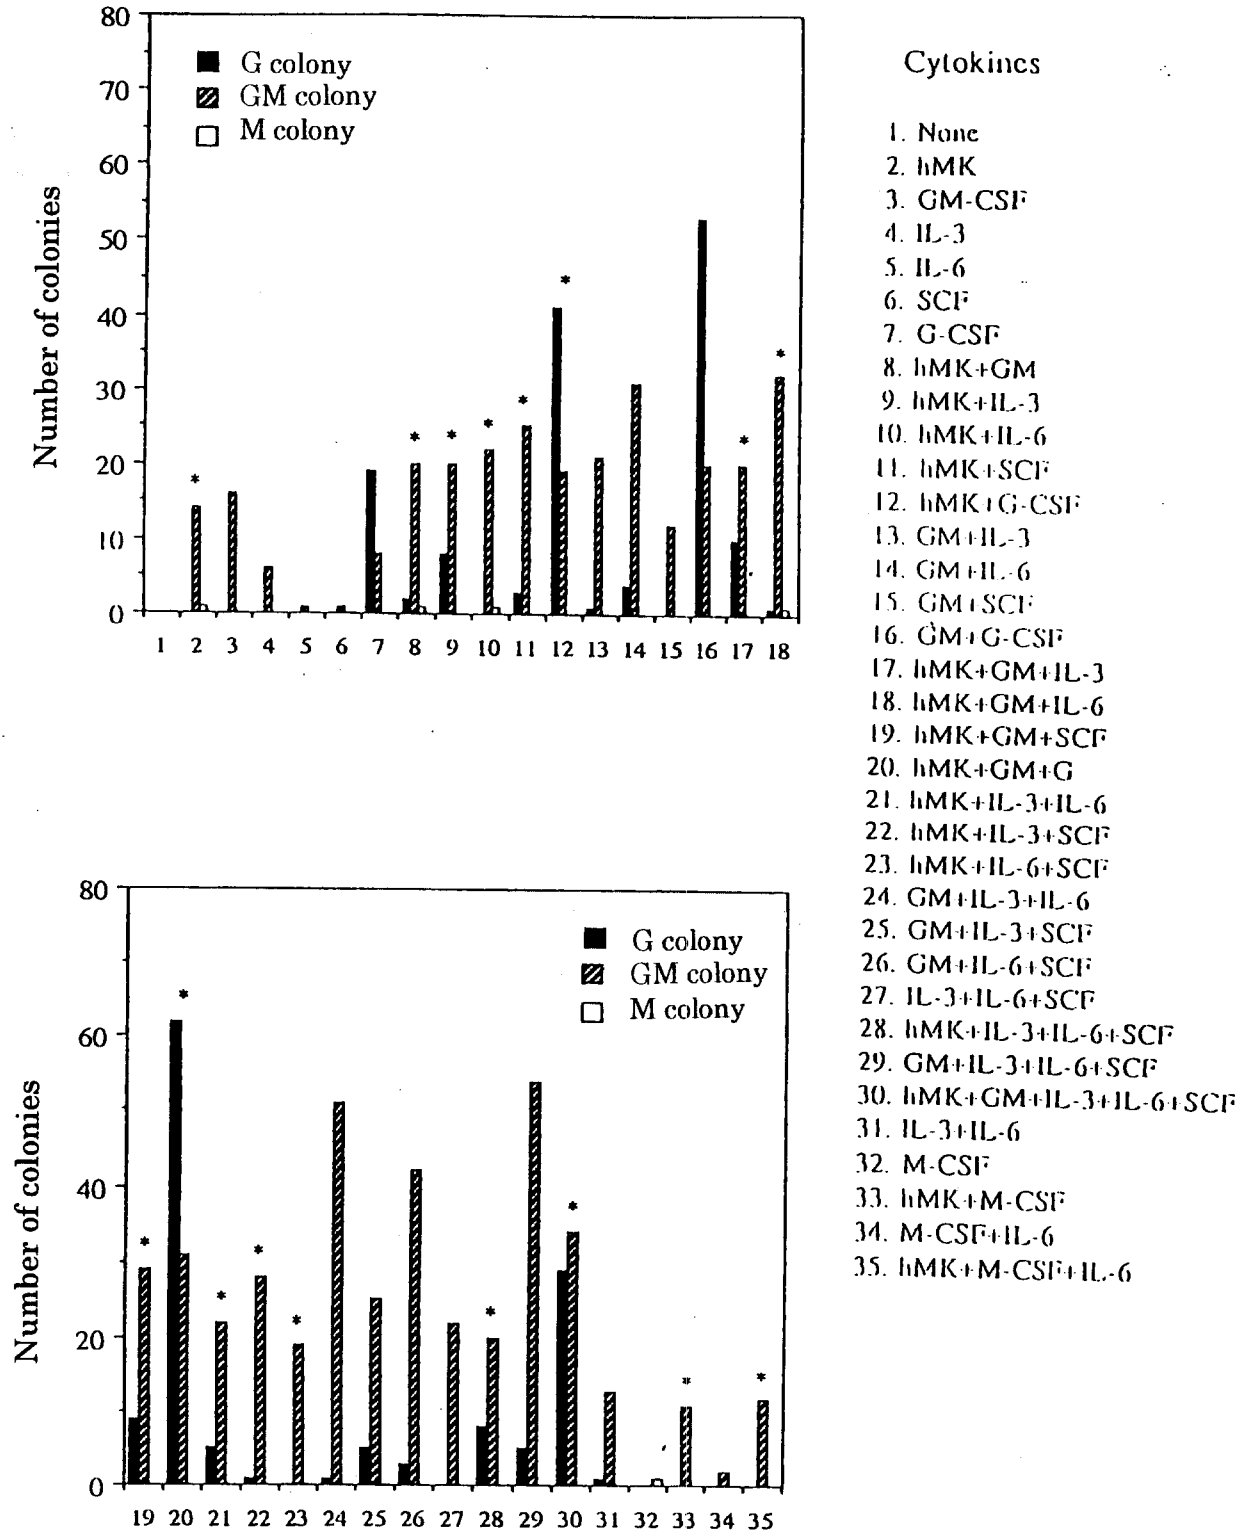 80
70
60
50
40
30
20
10
0
Number of colonies
G colony
GM colony
M colony
*
*
*
*
*
*
*
*
1 2 3 4 5 6 7 8 9 10 11 12 13 14 15 16 17 18
80
60
40
20
0
Number of colonies
G colony
GM colony
M colony
*
*
*
*
*
*
*
*
*
19 20 21 22 23 24 25 26 27 28 29 30 31 32 33 34 35
Cytokines
1. None
2. hMK
3. GM-CSF
4. IL-3
5. IL-6
6. SCF
7. G-CSF
8. hMK+GM
9. hMK+IL-3
10. hMK+IL-6
11. hMK+SCF
12. hMK+G-CSF
13. GM+IL-3
14. GM+IL-6
15. GM+SCF
16. GM+G-CSF
17. hMK+GM+IL-3
18. hMK+GM+IL-6
19. hMK+GM+SCF
20. hMK+GM+G
21. hMK+IL-3+IL-6
22. hMK+IL-3+SCF
23. hMK+IL-6+SCF
24. GM+IL-3+IL-6
25. GM+IL-3+SCF
26. GM+IL-6+SCF
27. IL-3+IL-6+SCF
28. hMK+IL-3+IL-6+SCF
29. GM+IL-3+IL-6+SCF
30. hMK+GM+IL-3+IL-6+SCF
31. IL-3+IL-6
32. M-CSF
33. hMK+M-CSF
34. M-CSF+IL-6
35. hMK+M-CSF+IL-6